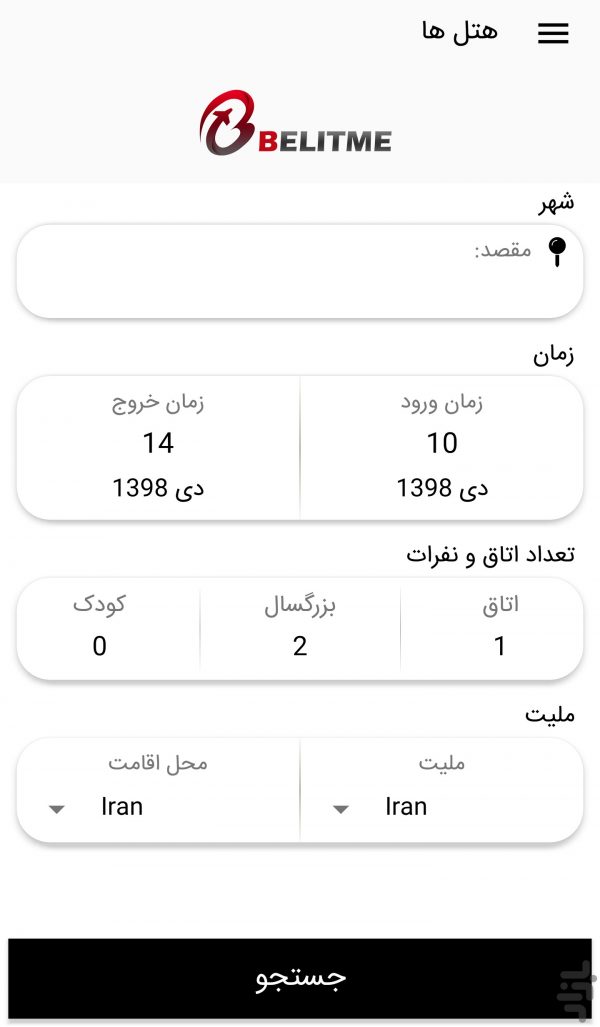 هتل ها
BELITME
شهر
مقصد:
زمان
زمان ورود
10
دی 1398
زمان خروج
14
دی 1398
تعداد اتاق و نفرات
اتاق
1
بزرگسال
2
کودک
0
ملیت
ملیت
Iran
محل اقامت
Iran
جستجو
بازار